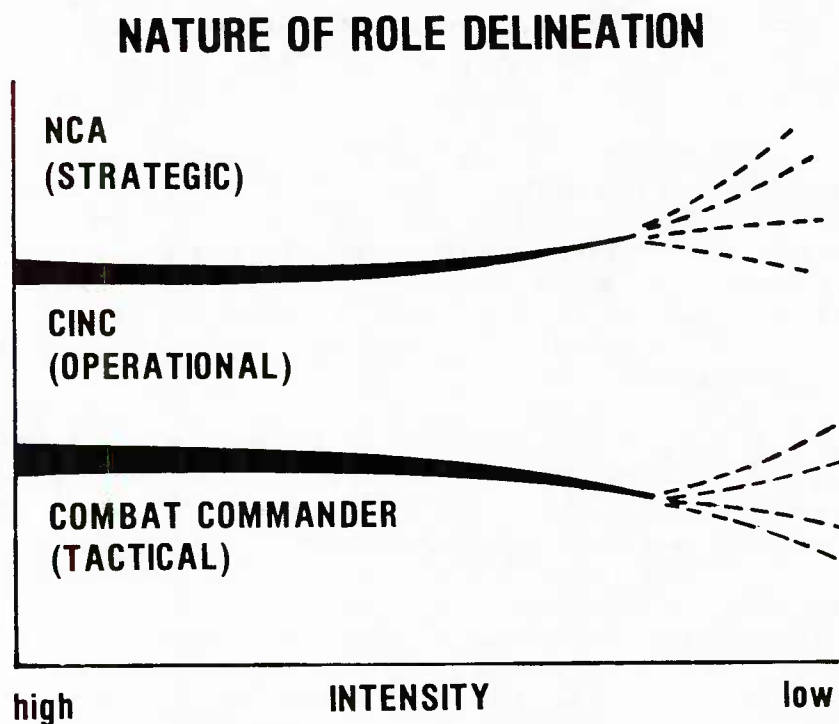 NATURE OF ROLE DELINEATION
NCA
(STRATEGIC)
CINC
(OPERATIONAL)
COMBAT COMMANDER
(TACTICAL)
high INTENSITY low